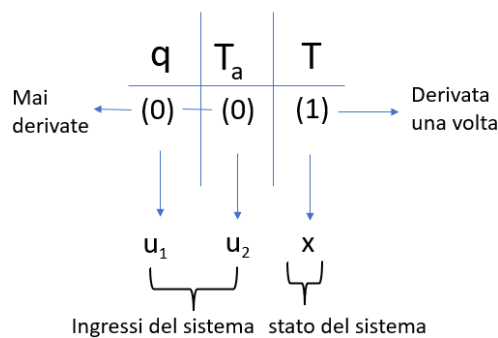 q Tₐ T
Mai
derivate
(0) (0) (1)
Derivata
una volta
u₁ u₂ x
Ingressi del sistema stato del sistema